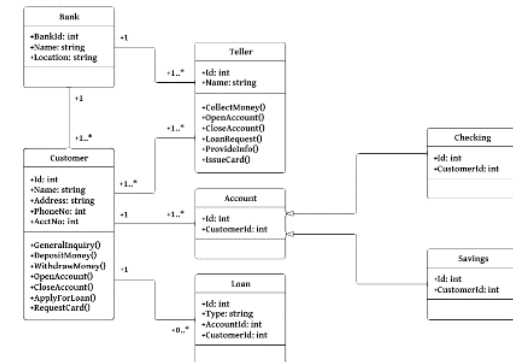 Bank
+BankId: int
+Name: string
+Location: string
+1
+1..*
+1
+1..*
Teller
+Id: int
+Name: string
+CollectMoney()
+OpenAccount()
+CloseAccount()
+LoanRequest()
+ProvideInfo()
+IssueCard()
Customer
+Id: int
+Name: string
+Address: string
+PhoneNo: int
+AcctNo: int
+GeneralInquiry()
+DepositMoney()
+WithdrawMoney()
+OpenAccount()
+CloseAccount()
+ApplyForLoan()
+RequestCard()
+1..*
+1..*
+1
+1..*
+1
+0..*
Account
+Id: int
+CustomerId: int
Loan
+Id: int
+Type: string
+AccountId: int
+CustomerId: int
Checking
+Id: int
+CustomerId: int
Savings
+Id: int
+CustomerId: int